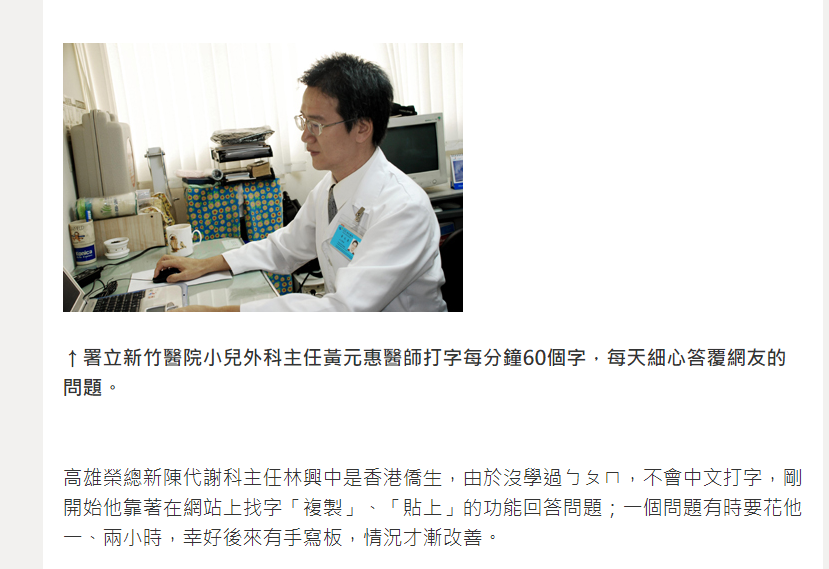 ↑署立新竹醫院小兒外科主任黃元惠醫師打字每分鐘60個字，每天細心答覆網友的
問題。
高雄榮總新陳代謝科主任林興中是香港僑生，由於沒學過ㄅㄆㄇ，不會中文打字，剛
開始他靠著在網站上找字「複製」、「貼上」的功能回答問題；一個問題有時要花他
一、兩小時，幸好後來有手寫板，情況才漸改善。